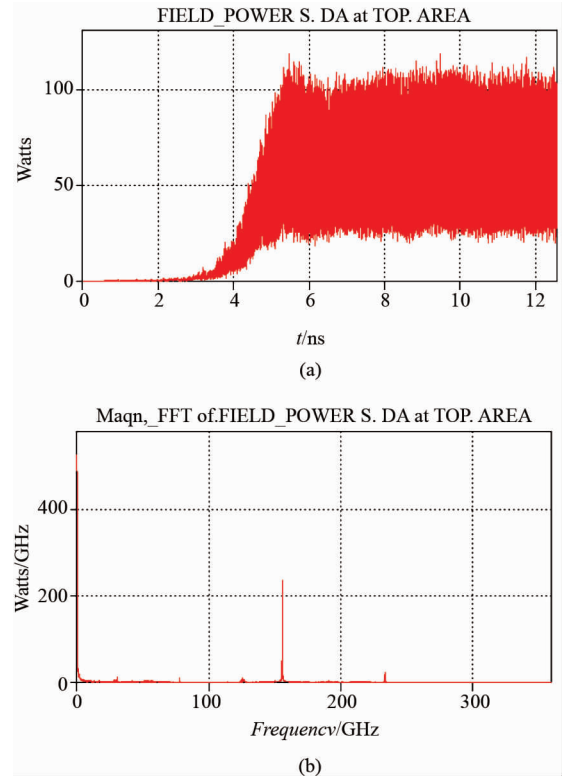 FIELD_POWER S. DA at TOP. AREA
Watts
100
50
0
0 2 4 6 8 10 12
t/ns
(a)
Maqn,_FFT of.FIELD_POWER S. DA at TOP. AREA
Watts/GHz
400
200
0
0 100 200 300
Frequencv/GHz
(b)